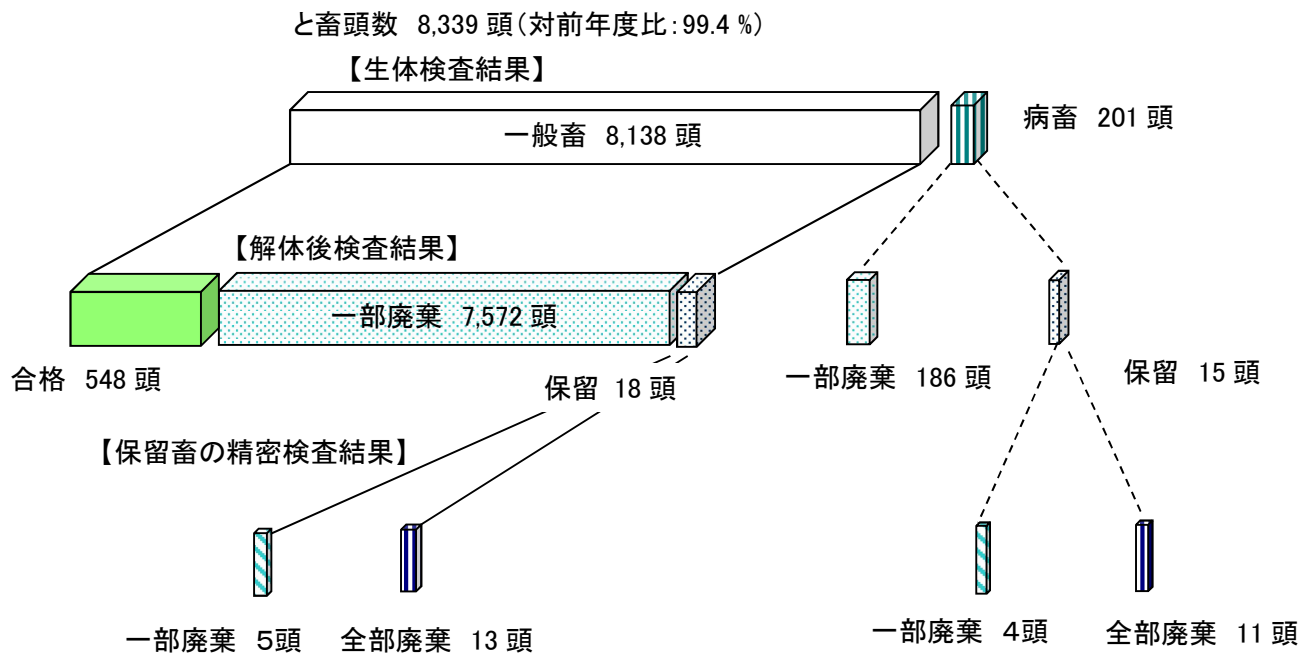 と畜頭数 8,339 頭(対前年度比:99.4 %)
【生体検査結果】
一般畜 8,138 頭
病畜 201 頭
【解体後検査結果】
一部廃棄 7,572 頭
合格 548 頭
保留 18 頭
一部廃棄 186 頭
保留 15 頭
【保留畜の精密検査結果】
一部廃棄 5頭
全部廃棄 13 頭
一部廃棄 4頭
全部廃棄 11 頭